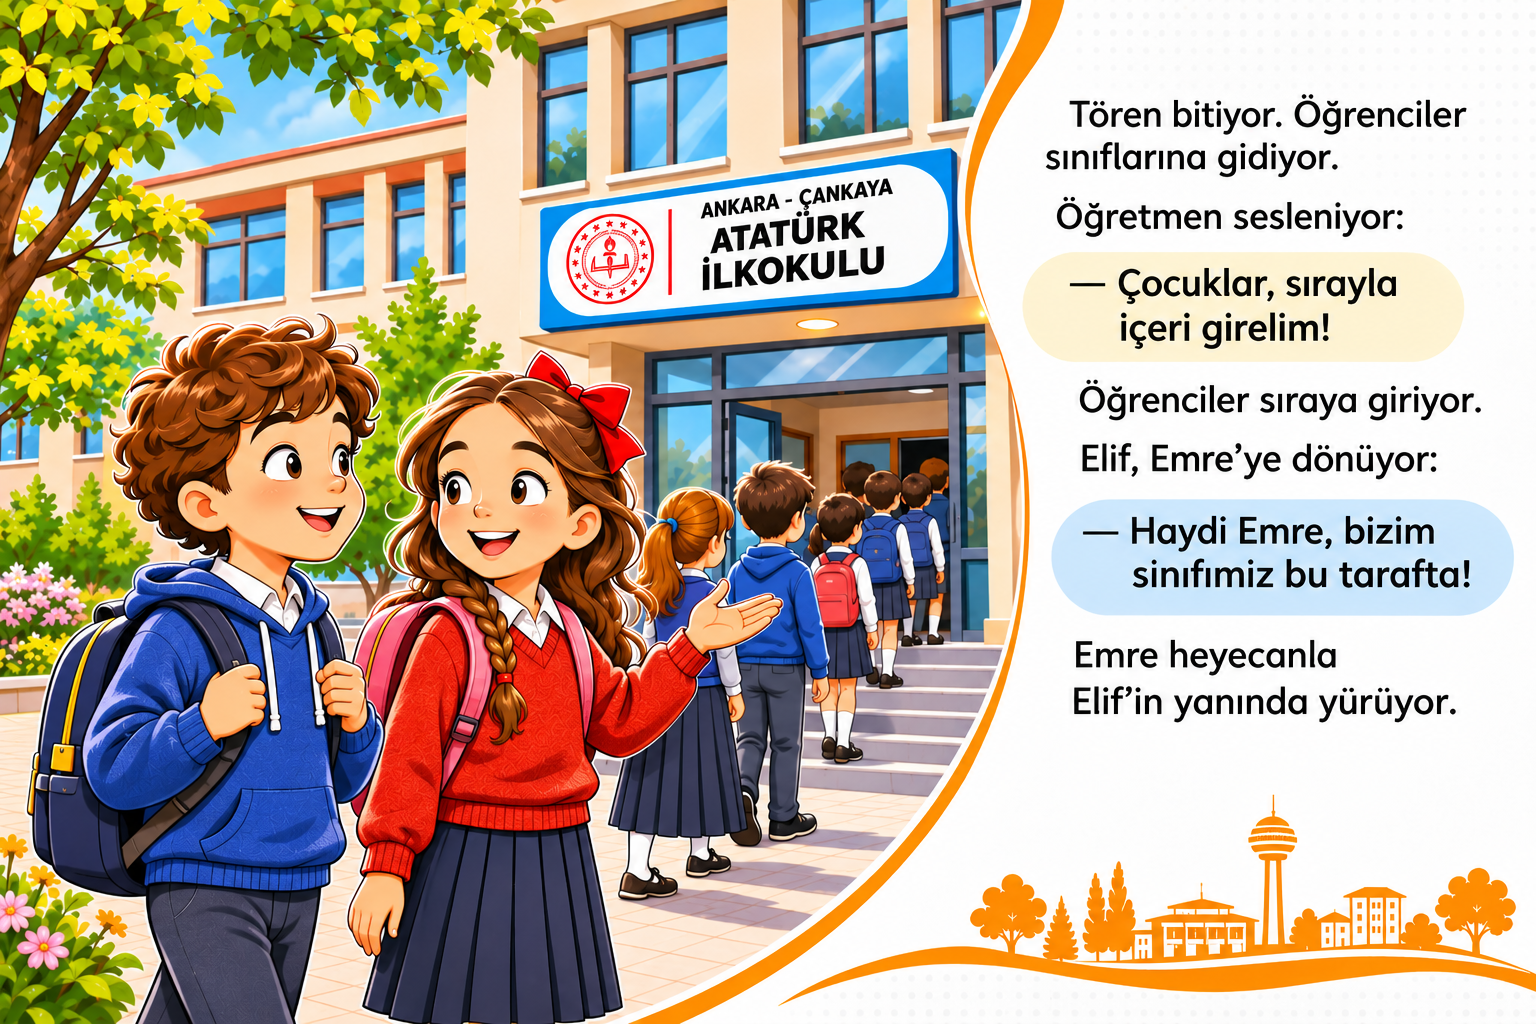 ANKARA - ÇANKAYA
ATATÜRK
İLKOKULU
Tören bitiyor. Öğrenciler
sınıflarına gidiyor.
Öğretmen sesleniyor:
— Çocuklar, sırayla
içeri girelim!
Öğrenciler sıraya giriyor.
Elif, Emre’ye dönüyor:
— Haydi Emre, bizim
sınıfımiz bu tarafta!
Emre heyecanla
Elif’in yanında yürüyor.